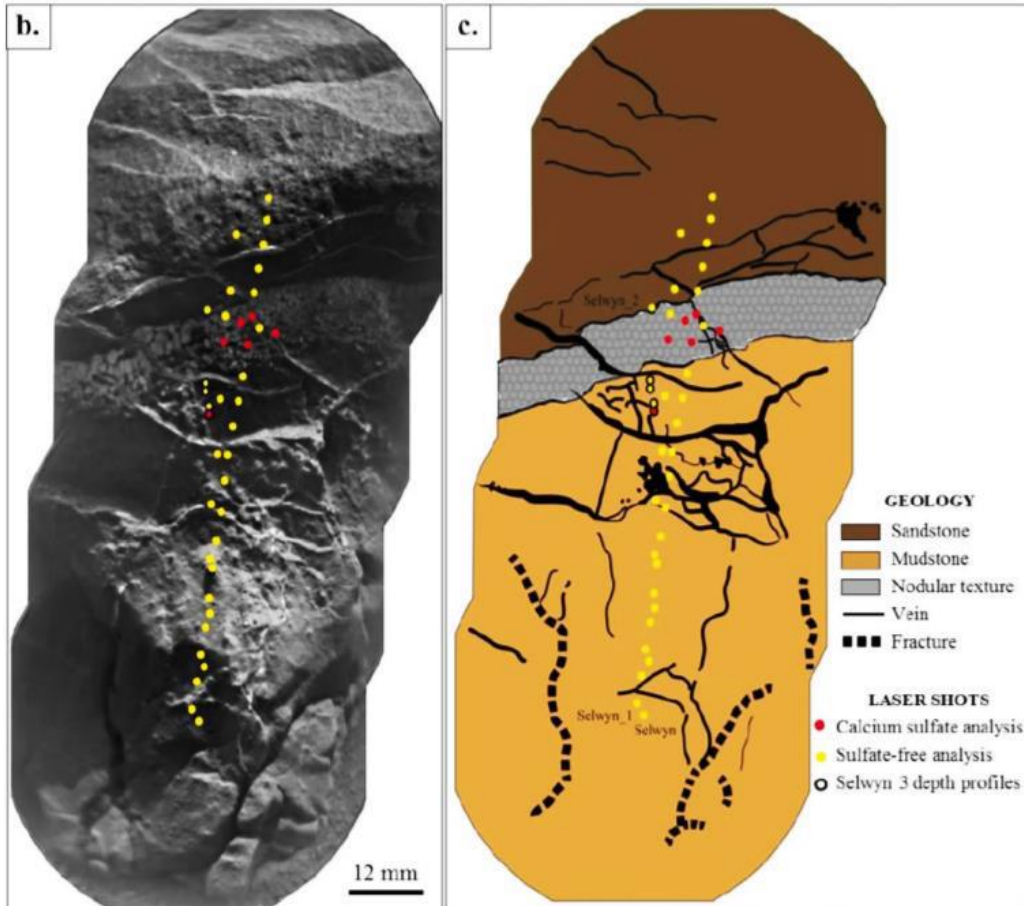 b.
12 mm
c.
Selwyn_2
Selwyn_1
Selwyn
GEOLOGY
Sandstone
Mudstone
Nodular texture
Vein
Fracture
LASER SHOTS
Calcium sulfate analysis
Sulfate-free analysis
Selwyn 3 depth profiles